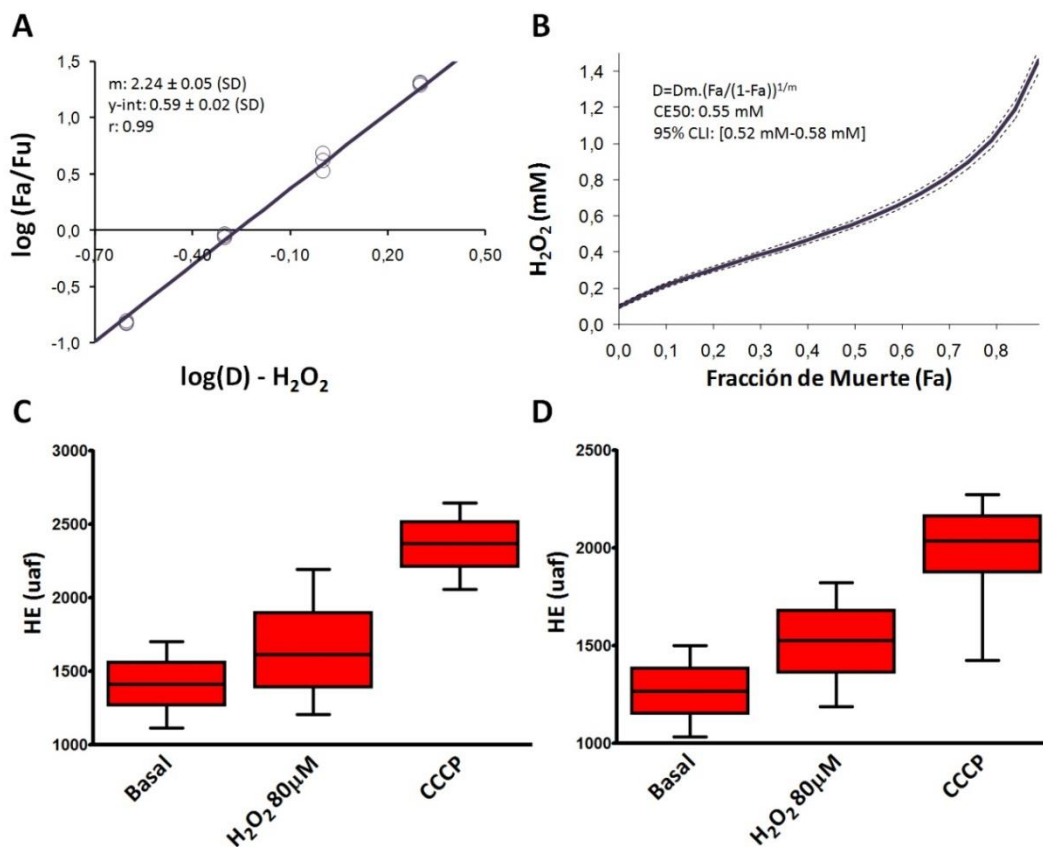 A
1,5
m: 2.24 ± 0.05 (SD)
y-int: 0.59 ± 0.02 (SD)
r: 0.99
1,0
0,5
0,0
-0,70
-0,40
-0,10
0,20
0,50
-0,5
-1,0
log (Fa/Fu)
log(D) - H₂O₂
B
1,4
1,2
1,0
0,8
0,6
0,4
0,2
0,0
D=Dm.(Fa/(1-Fa))^1/m
CE50: 0.55 mM
95% CLI: [0.52 mM-0.58 mM]
H₂O₂ (mM)
0,0 0,1 0,2 0,3 0,4 0,5 0,6 0,7 0,8
Fracción de Muerte (Fa)
C
3000
2500
2000
1500
1000
HE (uaf)
Basal
H₂O₂ 80µM
CCCP
D
2500
2000
1500
1000
HE (uaf)
Basal
H₂O₂ 80µM
CCCP